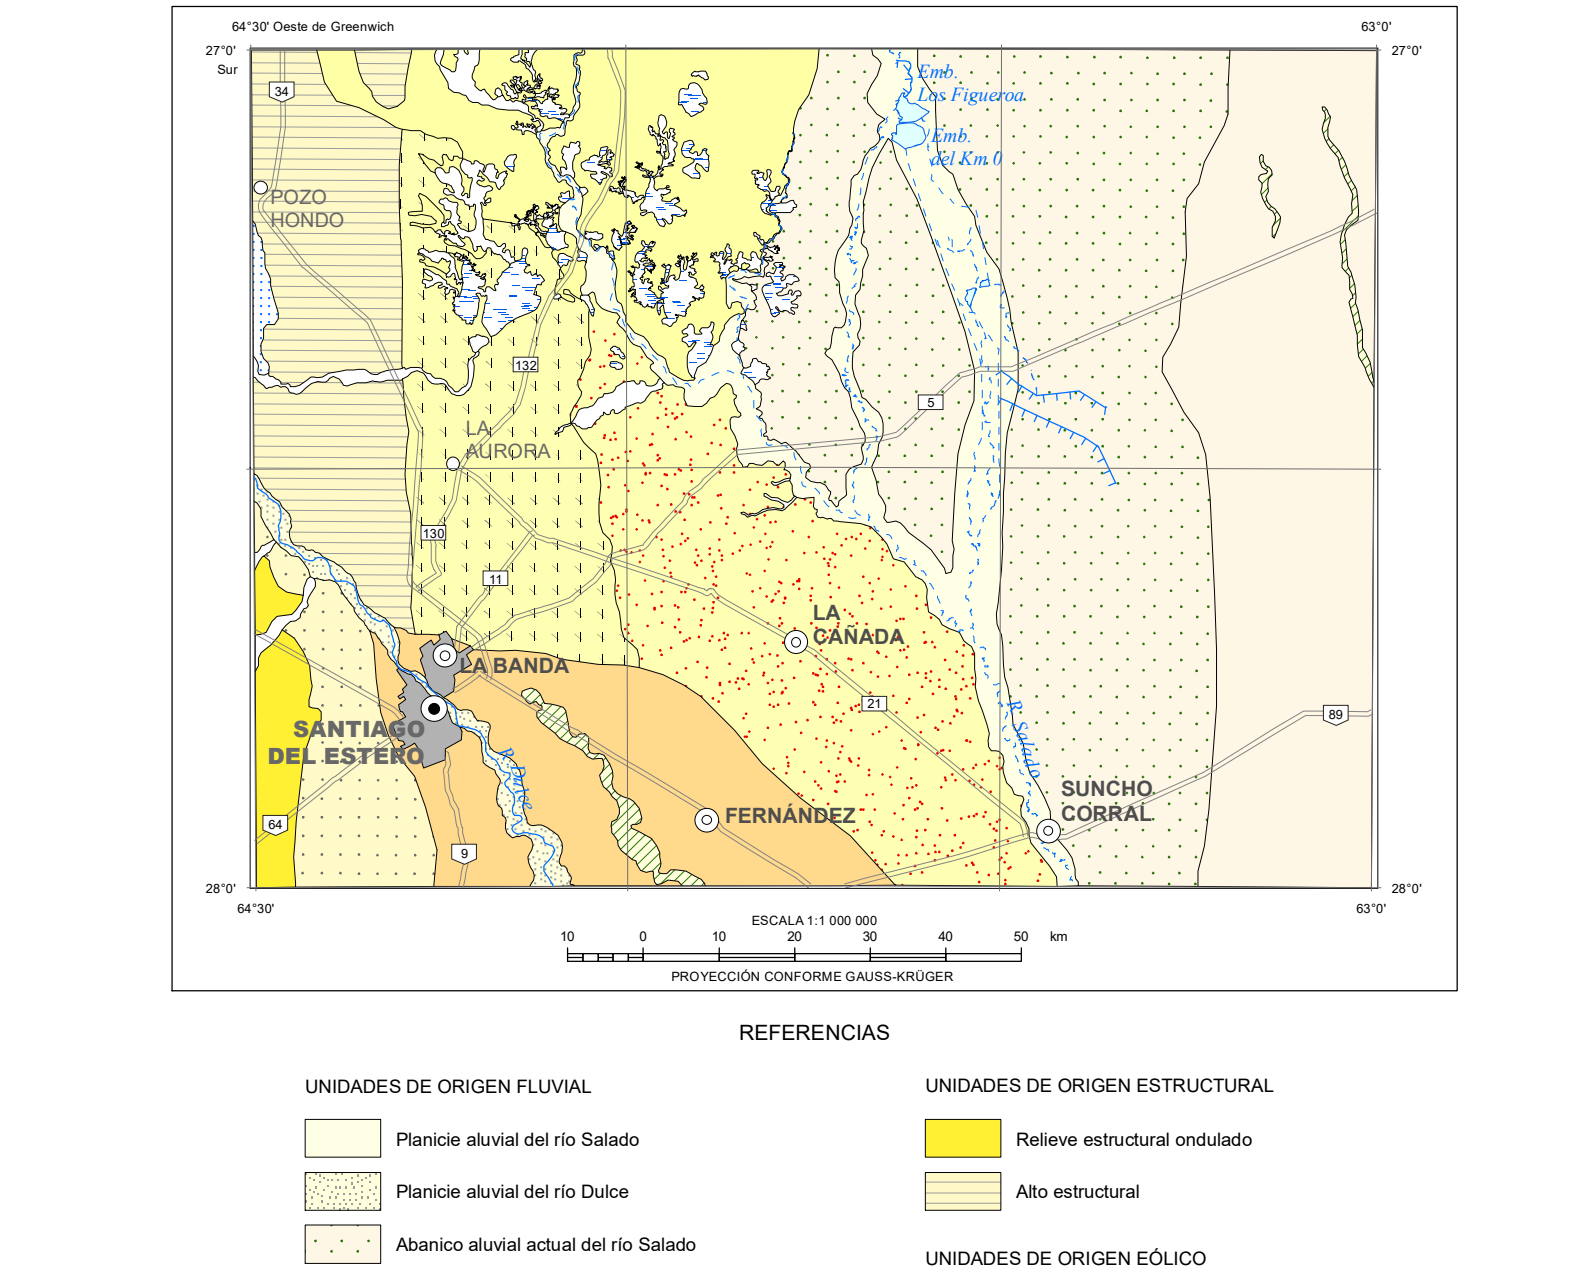 64°30' Oeste de Greenwich
63°0'
27°0'
27°0'
Sur
Emb.
Los Figueroa
34
Emb.
del Km 0
POZO
HONDO
132
5
LA
AURORA
130
11
LA
CAÑADA
LA BANDA
21
R. Salado
89
SANTIAGO
DEL ESTERO
R. Dulce
SUNCHO
CORRAL
FERNÁNDEZ
64
9
28°0'
28°0'
64°30'
63°0'
ESCALA 1:1 000 000
10 0 10 20 30 40 50 km
PROYECCIÓN CONFORME GAUSS-KRÜGER
REFERENCIAS
UNIDADES DE ORIGEN FLUVIAL
Planicie aluvial del río Salado
Planicie aluvial del río Dulce
Abanico aluvial actual del río Salado
UNIDADES DE ORIGEN ESTRUCTURAL
Relieve estructural ondulado
Alto estructural
UNIDADES DE ORIGEN EÓLICO